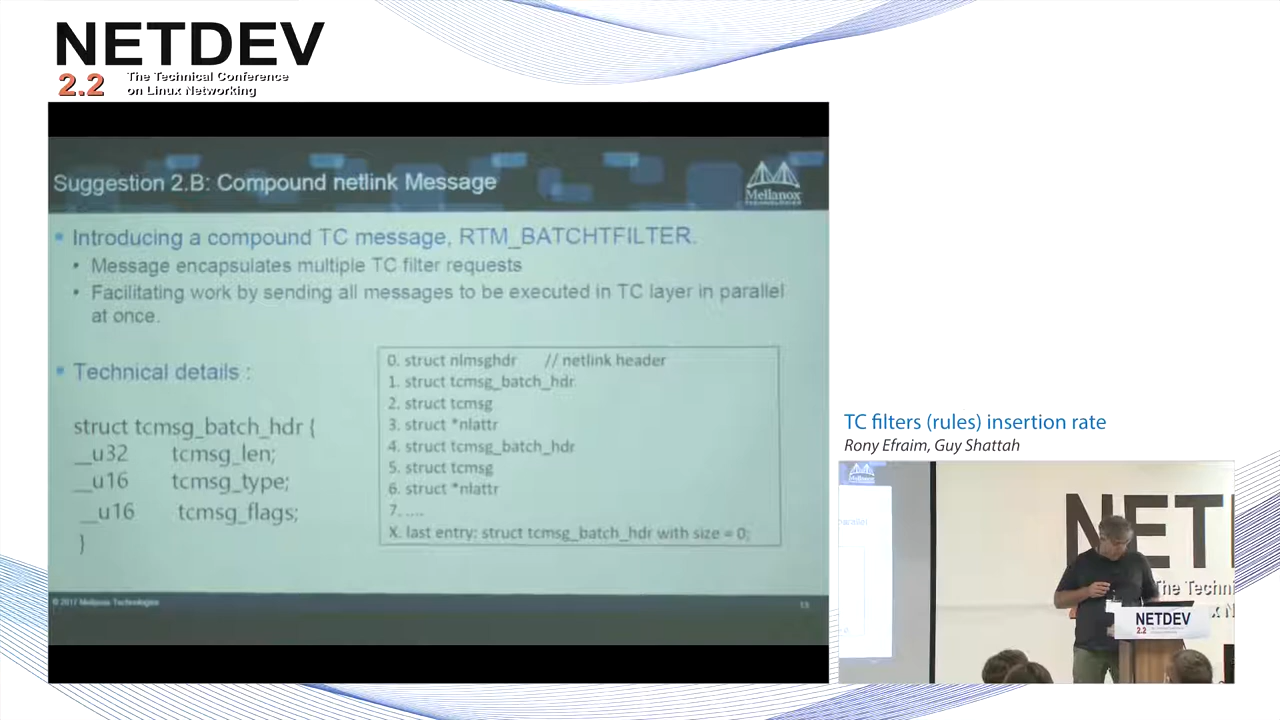 NETDEV
2.2 The Technical Conference
on Linux Networking
Suggestion 2.B: Compound netlink Message
Mellanox
TECHNOLOGIES
Introducing a compound TC message, RTM_BATCHTFILTER.
• Message encapsulates multiple TC filter requests
• Facilitating work by sending all messages to be executed in TC layer in parallel
at once.
Technical details :
struct tcmsg_batch_hdr {
__u32 tcmsg_len;
__u16 tcmsg_type;
__u16 tcmsg_flags;
}
0. struct nlmsghdr // netlink header
1. struct tcmsg_batch_hdr
2. struct tcmsg
3. struct *nlattr
4. struct tcmsg_batch_hdr
5. struct tcmsg
6. struct *nlattr
7. ....
X. last entry: struct tcmsg_batch_hdr with size = 0;
© 2017 Mellanox Technologies
13
TC filters (rules) insertion rate
Rony Efraim, Guy Shattah
NET
The Techni
ux N
NETDEV
2.2